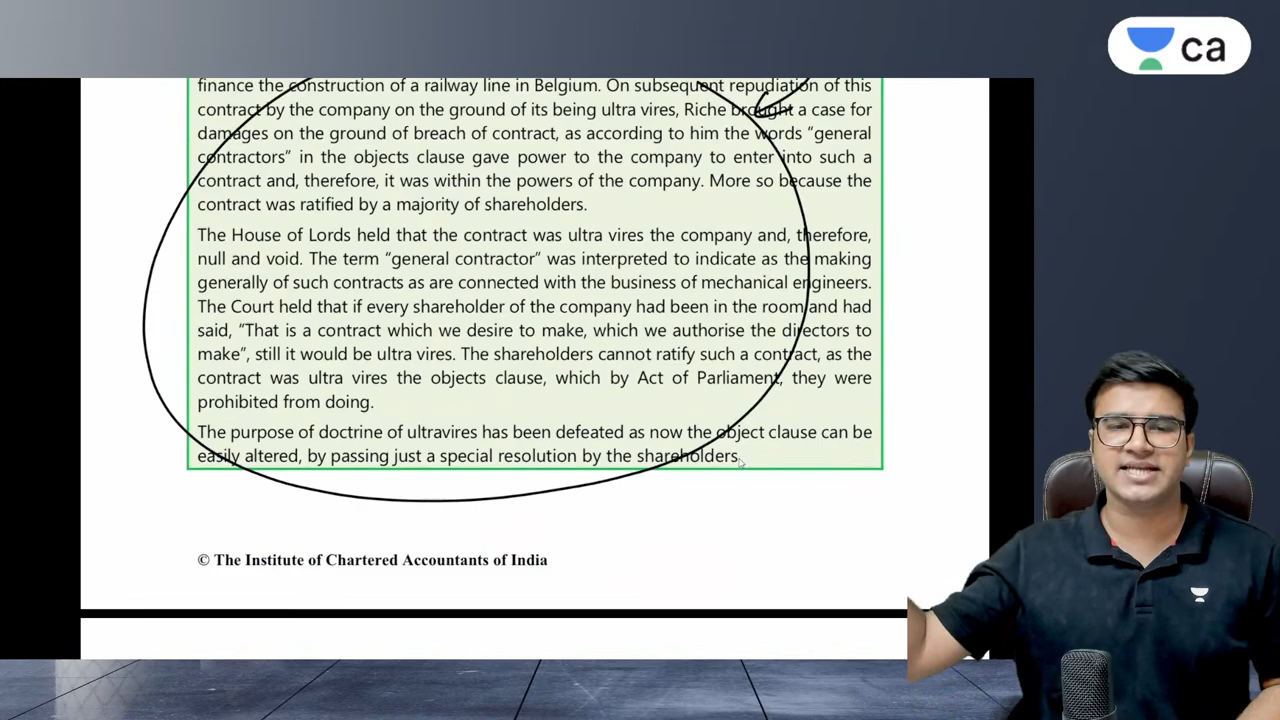 ca
finance the construction of a railway line in Belgium. On subsequent repudiation of this
contract by the company on the ground of its being ultra vires, Riche brought a case for
damages on the ground of breach of contract, as according to him the words “general
contractors” in the objects clause gave power to the company to enter into such a
contract and, therefore, it was within the powers of the company. More so because the
contract was ratified by a majority of shareholders.
The House of Lords held that the contract was ultra vires the company and, therefore,
null and void. The term “general contractor” was interpreted to indicate as the making
generally of such contracts as are connected with the business of mechanical engineers.
The Court held that if every shareholder of the company had been in the room and had
said, “That is a contract which we desire to make, which we authorise the directors to
make”, still it would be ultra vires. The shareholders cannot ratify such a contract, as the
contract was ultra vires the objects clause, which by Act of Parliament, they were
prohibited from doing.
The purpose of doctrine of ultravires has been defeated as now the object clause can be
easily altered, by passing just a special resolution by the shareholders.
© The Institute of Chartered Accountants of India